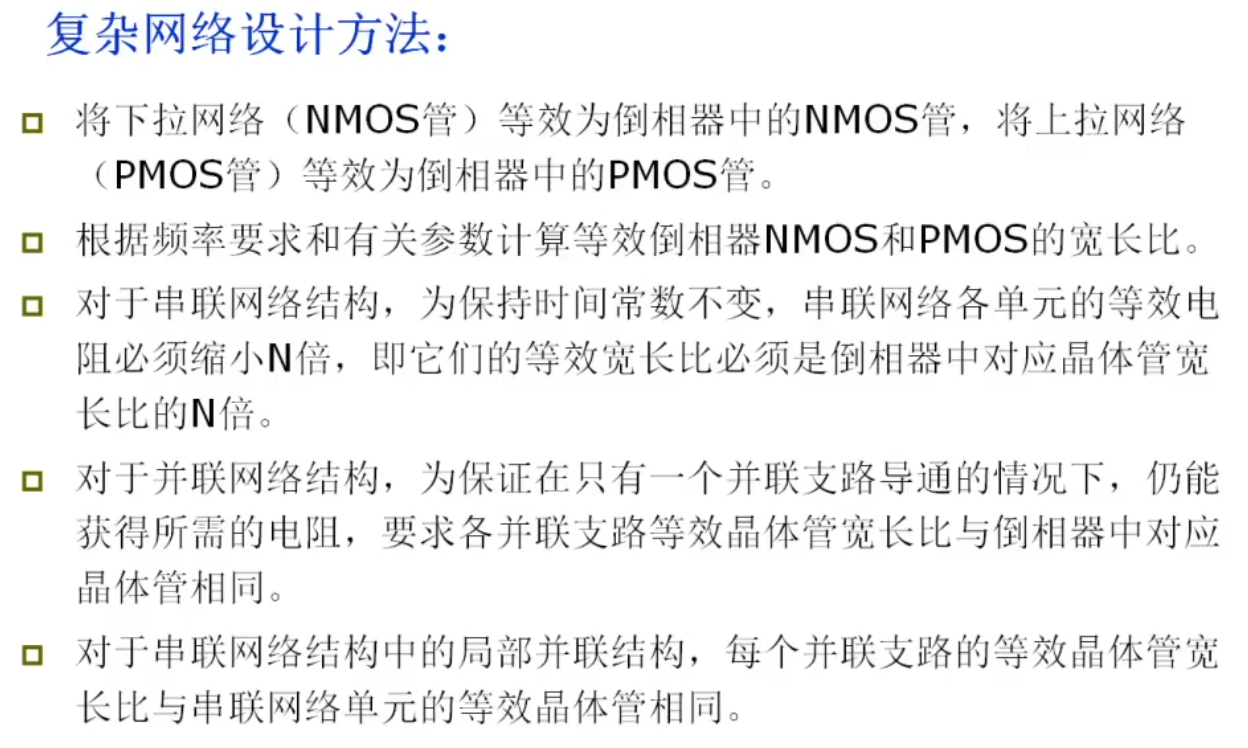 复杂网络设计方法：
将下拉网络（NMOS管）等效为倒相器中的NMOS管，将上拉网络
（PMOS管）等效为倒相器中的PMOS管。
根据频率要求和有关参数计算等效倒相器NMOS和PMOS的宽长比。
对于串联网络结构，为保持时间常数不变，串联网络各单元的等效电
阻必须缩小N倍，即它们的等效宽长比必须是倒相器中对应晶体管宽
长比的N倍。
对于并联网络结构，为保证在只有一个并联支路导通的情况下，仍能
获得所需的电阻，要求各并联支路等效晶体管宽长比与倒相器中对应
晶体管相同。
对于串联网络结构中的局部并联结构，每个并联支路的等效晶体管宽
长比与串联网络单元的等效晶体管相同。